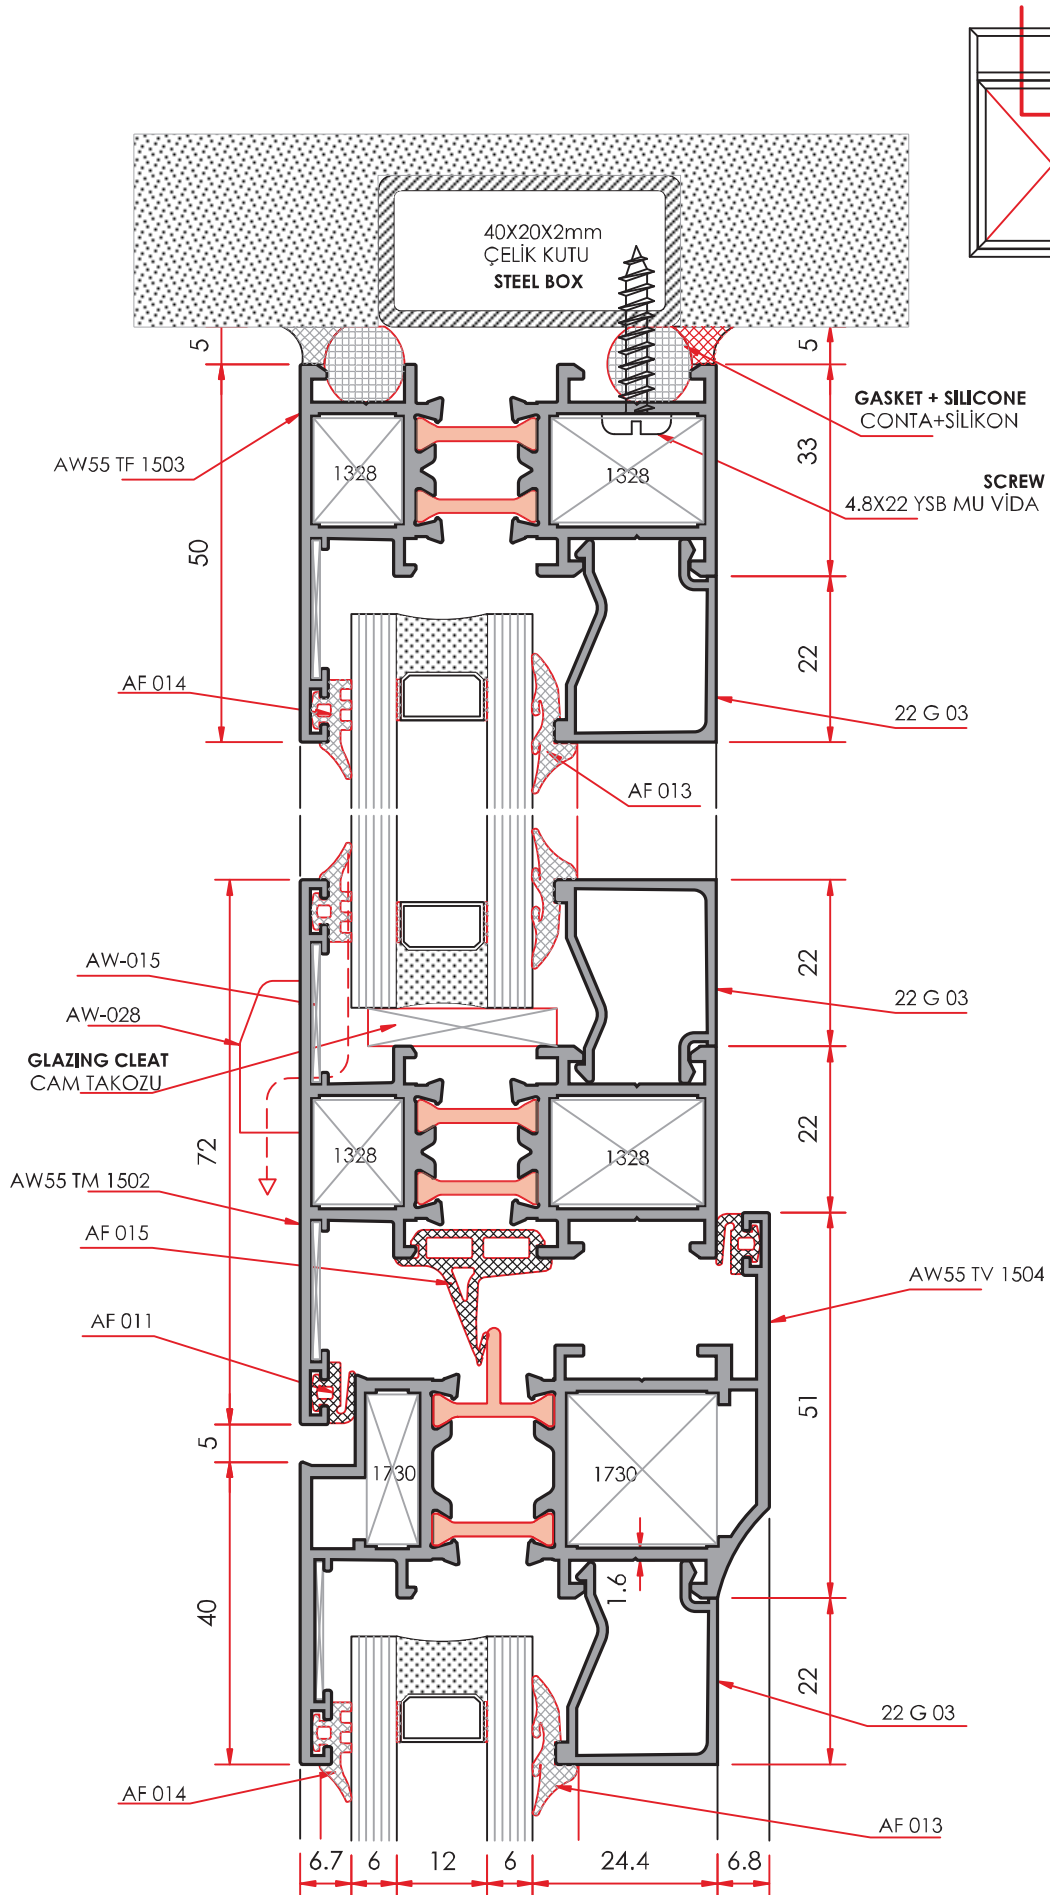 40X20X2mm
ÇELİK KUTU
STEEL BOX
5
5
GASKET + SILICONE
CONTA+SİLİKON
33
AW55 TF 1503
1328
1328
SCREW
4.8X22 YSB MU VİDA
50
22
AF 014
22 G 03
AF 013
AW-015
22
AW-028
22 G 03
GLAZING CLEAT
CAM TAKOZU
72
1328
1328
22
AW55 TM 1502
AF 015
AW55 TV 1504
AF 011
51
5
1730
1730
1.6
40
22
22 G 03
AF 014
AF 013
6.7
6
12
6
24.4
6.8